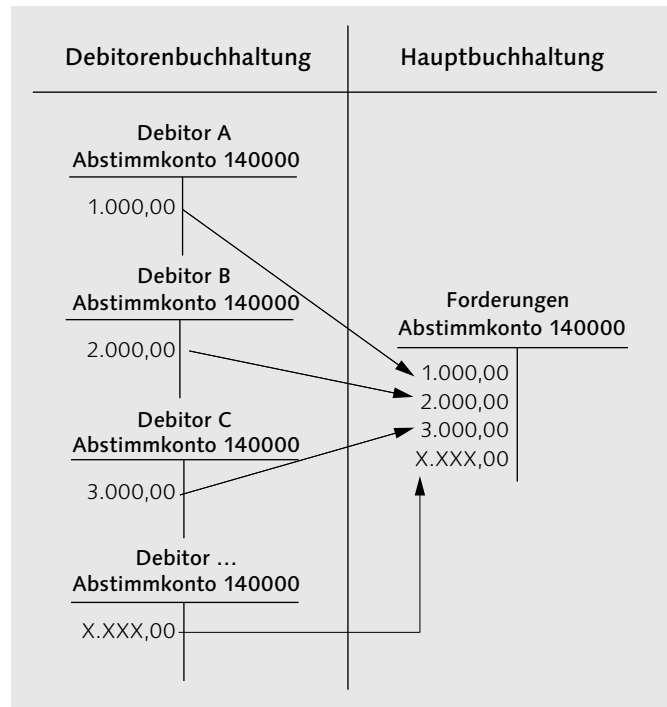 Debitorenbuchhaltung
Hauptbuchhaltung
Debitor A
Abstimmkonto 140000
1.000,00
Debitor B
Abstimmkonto 140000
2.000,00
Debitor C
Abstimmkonto 140000
3.000,00
Debitor ...
Abstimmkonto 140000
X.XXX,00
Forderungen
Abstimmkonto 140000
1.000,00
2.000,00
3.000,00
X.XXX,00